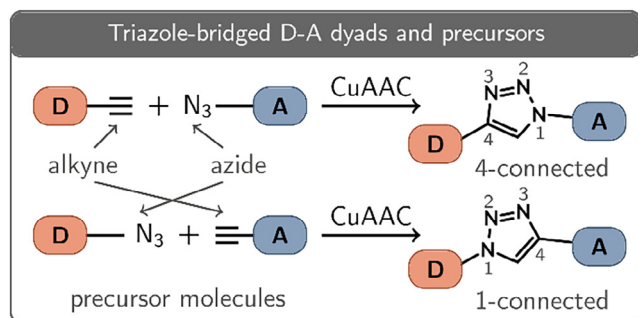 Triazole-bridged D-A dyads and precursors
D + N3 A CuAAC
3 2
N N
N
1
4
D A
4-connected
alkyne azide
D N3 + A CuAAC
2 3
N N
N
1 4
D A
1-connected
precursor molecules